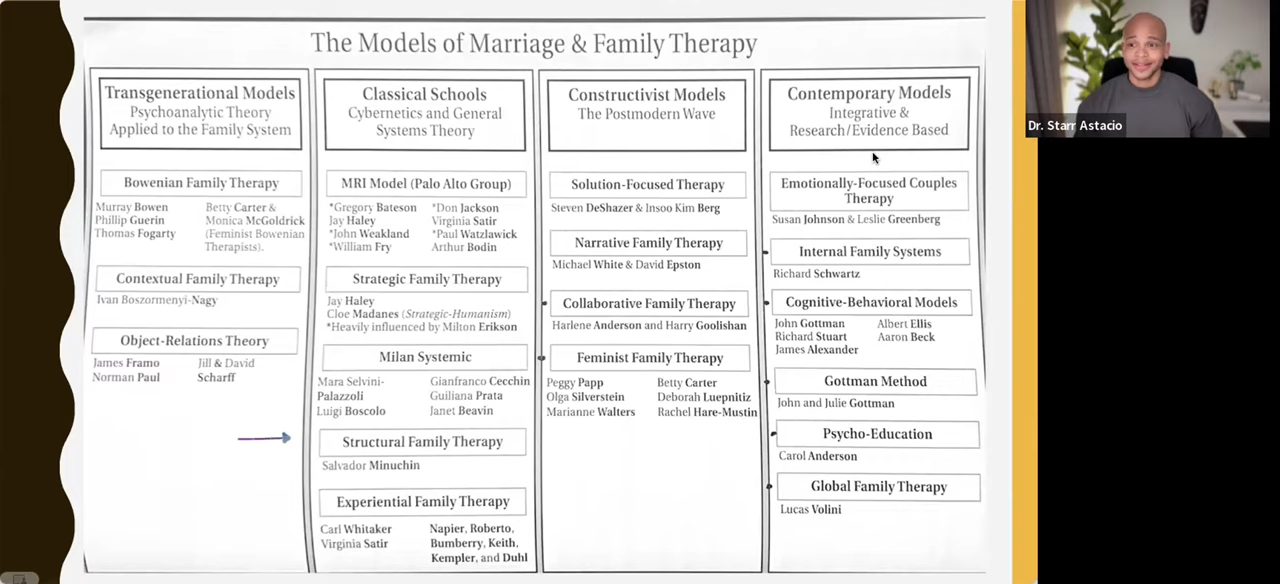 The Models of Marriage & Family Therapy
Transgenerational Models
Psychoanalytic Theory
Applied to the Family System
Bowenian Family Therapy
Murray Bowen
Phillip Guerin
Thomas Fogarty
Betty Carter &
Monica McGoldrick
(Feminist Bowenian
Therapists).
Contextual Family Therapy
Ivan Boszormenyi-Nagy
Object-Relations Theory
James Framo
Norman Paul
Jill & David
Scharff
Classical Schools
Cybernetics and General
Systems Theory
MRI Model (Palo Alto Group)
*Gregory Bateson
Jay Haley
*John Weakland
*William Fry
*Don Jackson
Virginia Satir
*Paul Watzlawick
Arthur Bodin
Strategic Family Therapy
Jay Haley
Cloe Madanes (Strategic-Humanism)
*Heavily influenced by Milton Erikson
Milan Systemic
Mara Selvini-
Palazzoli
Luigi Boscolo
Gianfranco Cecchin
Guiliana Prata
Janet Beavin
Structural Family Therapy
Salvador Minuchin
Experiential Family Therapy
Carl Whitaker
Virginia Satir
Napier, Roberto,
Bumberry, Keith,
Kempler, and Duhl
Constructivist Models
The Postmodern Wave
Solution-Focused Therapy
Steven DeShazer & Insoo Kim Berg
Narrative Family Therapy
Michael White & David Epston
Collaborative Family Therapy
Harlene Anderson and Harry Goolishan
Feminist Family Therapy
Peggy Papp
Olga Silverstein
Marianne Walters
Betty Carter
Deborah Luepnitz
Rachel Hare-Mustin
Contemporary Models
Integrative &
Research/Evidence Based
Emotionally-Focused Couples
Therapy
Susan Johnson & Leslie Greenberg
Internal Family Systems
Richard Schwartz
Cognitive-Behavioral Models
John Gottman
Richard Stuart
James Alexander
Albert Ellis
Aaron Beck
Gottman Method
John and Julie Gottman
Psycho-Education
Carol Anderson
Global Family Therapy
Lucas Volini
Dr. Starr Astacio